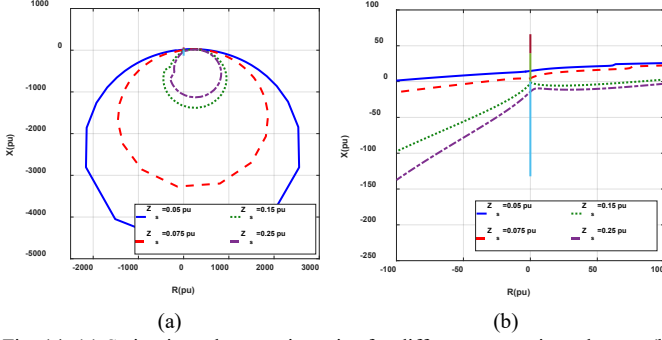 1000
0
-1000
-2000
-3000
-4000
-5000
X(pu)
-2000
-1000
0
1000
2000
3000
R(pu)
Z s =0.05 pu
Z s =0.15 pu
Z s =0.075 pu
Z s =0.25 pu
(a)
100
50
0
-50
-100
-150
-200
-250
X(pu)
-100
-50
0
50
100
R(pu)
Z s =0.05 pu
Z s =0.15 pu
Z s =0.075 pu
Z s =0.25 pu
(b)